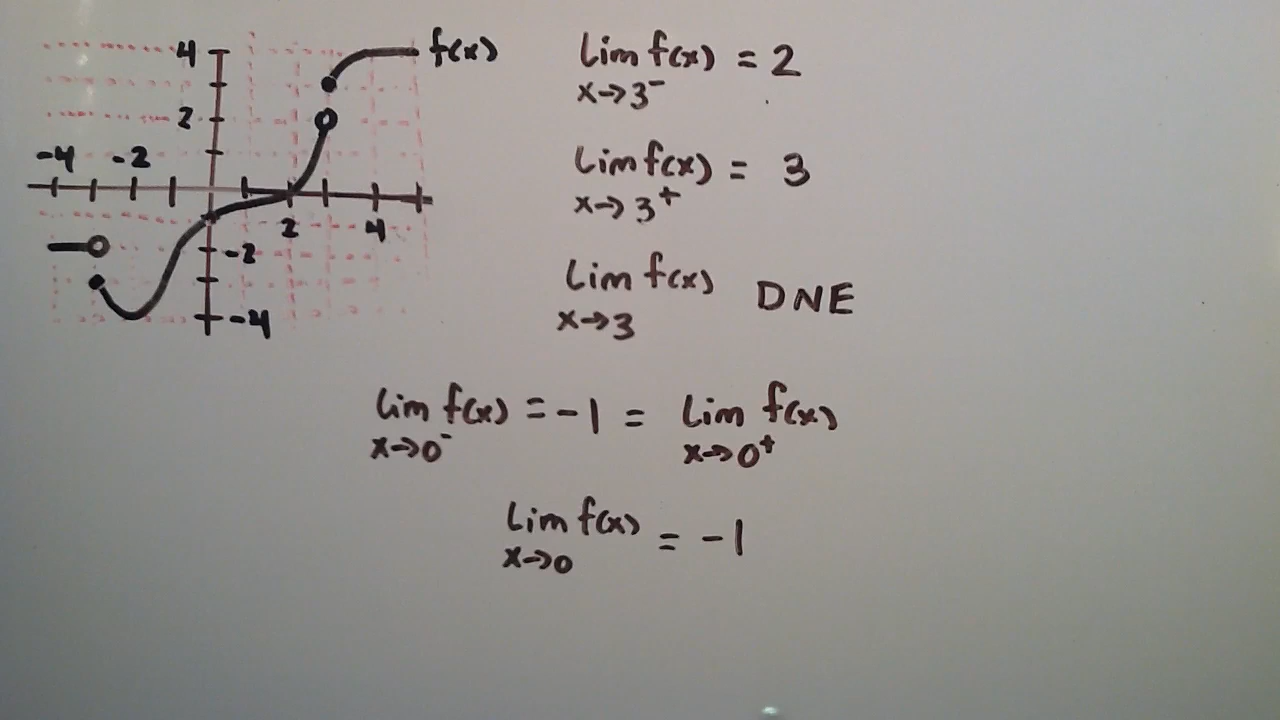 4
f(x)
2
-4 -2
2 4
-2
-4
lim f(x) = 2
x→3⁻
lim f(x) = 3
x→3⁺
lim f(x) DNE
x→3
lim f(x) = -1 = lim f(x)
x→0⁻ x→0⁺
lim f(x) = -1
x→0